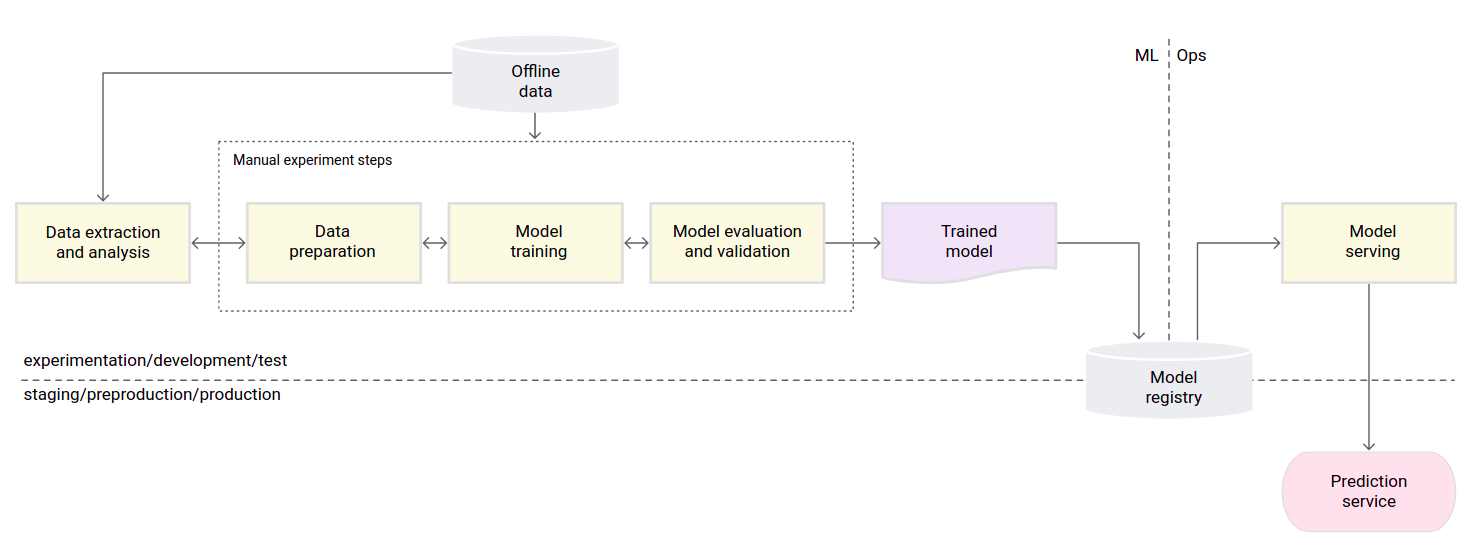 Offline
data
ML
Ops
Manual experiment steps
Data extraction
and analysis
Data
preparation
Model
training
Model evaluation
and validation
Trained
model
Model
serving
experimentation/development/test
staging/preproduction/production
Model
registry
Prediction
service